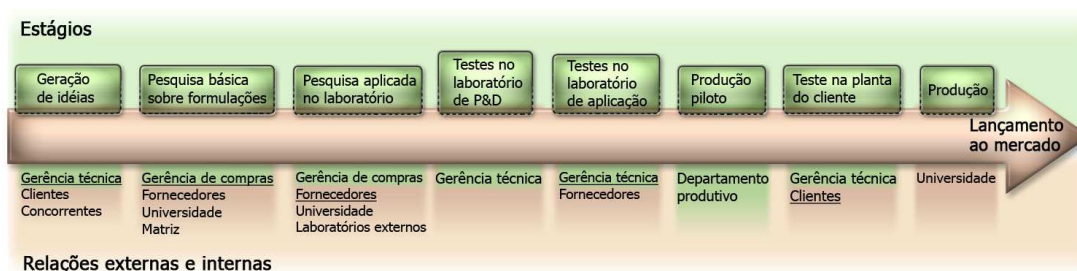 Estágios
Geração
de idéias
Pesquisa básica
sobre formulações
Pesquisa aplicada
no laboratório
Testes no
laboratório
de P&D
Testes no
laboratório
de aplicação
Produção
piloto
Teste na planta
do cliente
Produção
Lançamento
ao mercado
Gerência técnica
Clientes
Concorrentes
Gerência de compras
Fornecedores
Universidade
Matriz
Gerência de compras
Fornecedores
Universidade
Laboratórios externos
Gerência técnica
Gerência técnica
Fornecedores
Departamento
produtivo
Gerência técnica
Clientes
Universidade
Relações externas e internas